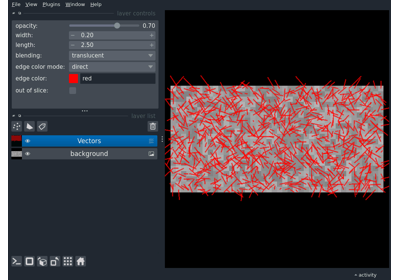 File View Plugins Window Help
layer controls
opacity: 0.70
width: 0.20
length: 2.50
blending: translucent
edge color mode: direct
edge color: red
out of slice:
layer list
Vectors
background
activity